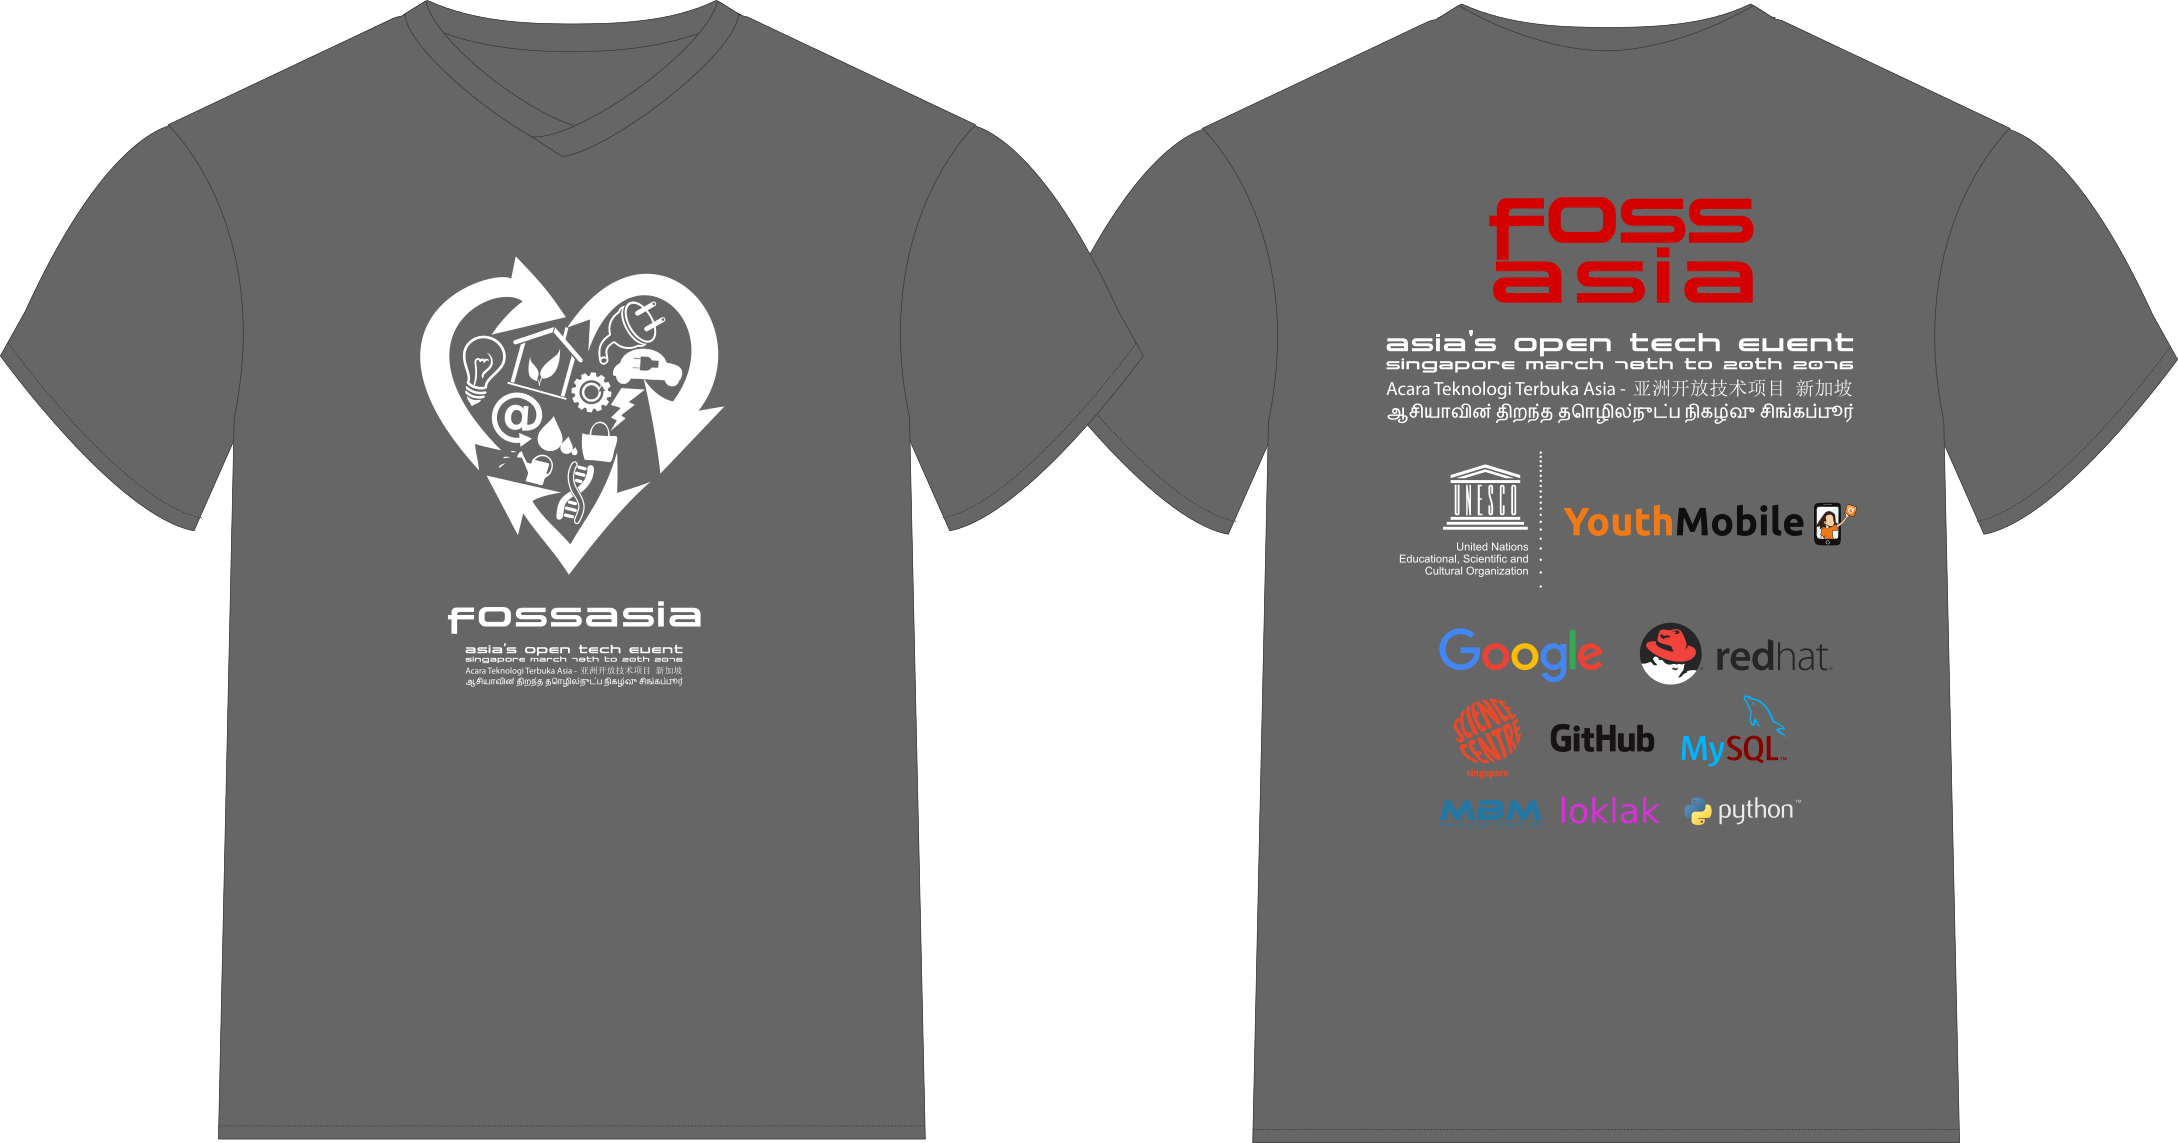 fossasia
asia's open tech event
singapore march 18th to 20th 2016
Acara Teknologi Terbuka Asia - 亚洲开放技术项目 新加坡
ஆசியாவின் திறந்த தொழில்நுட்ப நிகழ்வு சிங்கப்பூர்
foss
asia
asia's open tech event
singapore march 18th to 20th 2016
Acara Teknologi Terbuka Asia - 亚洲开放技术项目 新加坡
ஆசியாவின் திறந்த தொழில்நுட்ப நிகழ்வு சிங்கப்பூர்
UNESCO
United Nations
Educational, Scientific and
Cultural Organization
YouthMobile
Google
redhat
SCIENCE
CENTRE
singapore
GitHub
MySQL™
MBM
loklak
python™